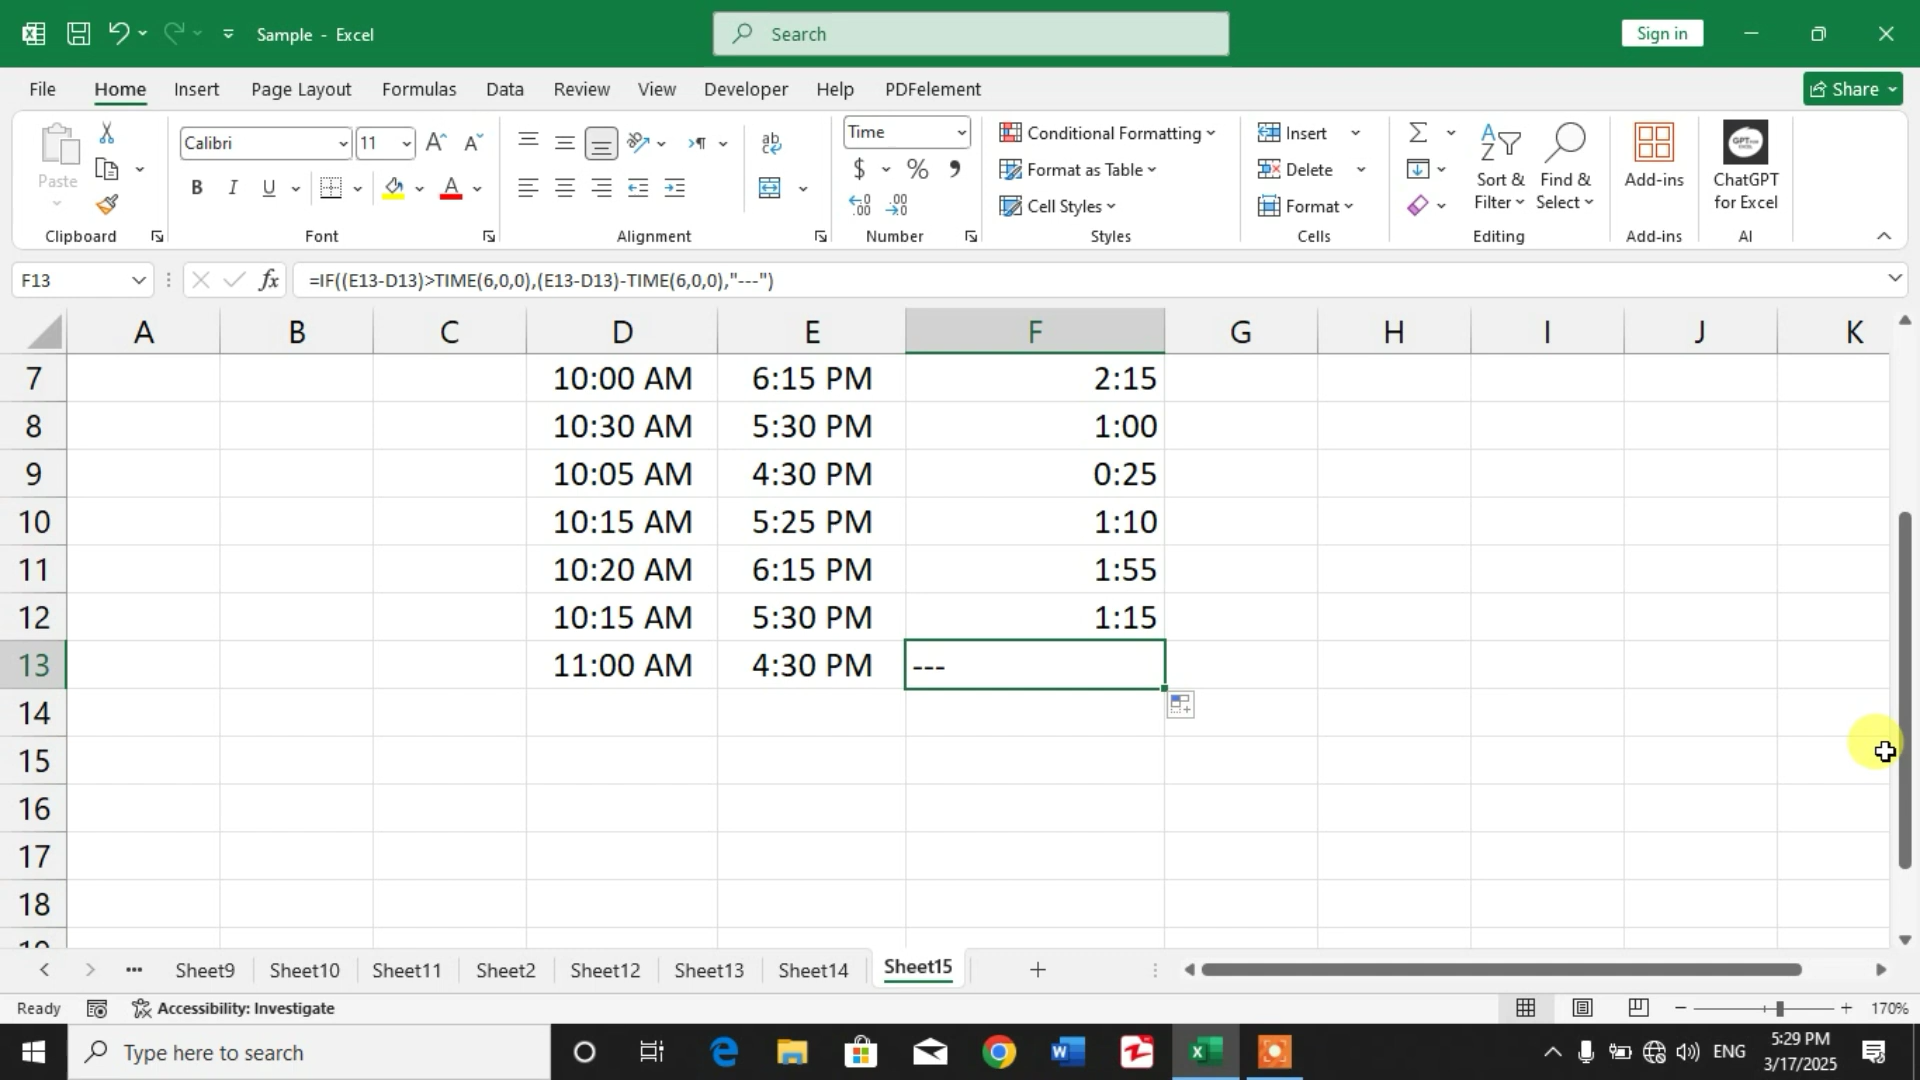 Sample - Excel
Search
Sign in
File Home Insert Page Layout Formulas Data Review View Developer Help PDFelement
Share
Paste
Clipboard
Calibri 11
B I U
Font
Alignment
Time
$ % ,
Number
Conditional Formatting
Format as Table
Cell Styles
Styles
Insert
Delete
Format
Cells
Sort & Filter
Find & Select
Editing
Add-ins
Add-ins
ChatGPT for Excel
AI
F13
fx
=IF((E13-D13)>TIME(6,0,0),(E13-D13)-TIME(6,0,0),"---")
A B C D E F G H I J K
7 10:00 AM 6:15 PM 2:15
8 10:30 AM 5:30 PM 1:00
9 10:05 AM 4:30 PM 0:25
10 10:15 AM 5:25 PM 1:10
11 10:20 AM 6:15 PM 1:55
12 10:15 AM 5:30 PM 1:15
13 11:00 AM 4:30 PM ---
14
15
16
17
18
19
Sheet9 Sheet10 Sheet11 Sheet2 Sheet12 Sheet13 Sheet14 Sheet15
Ready
Accessibility: Investigate
170%
Type here to search
ENG
5:29 PM
3/17/2025